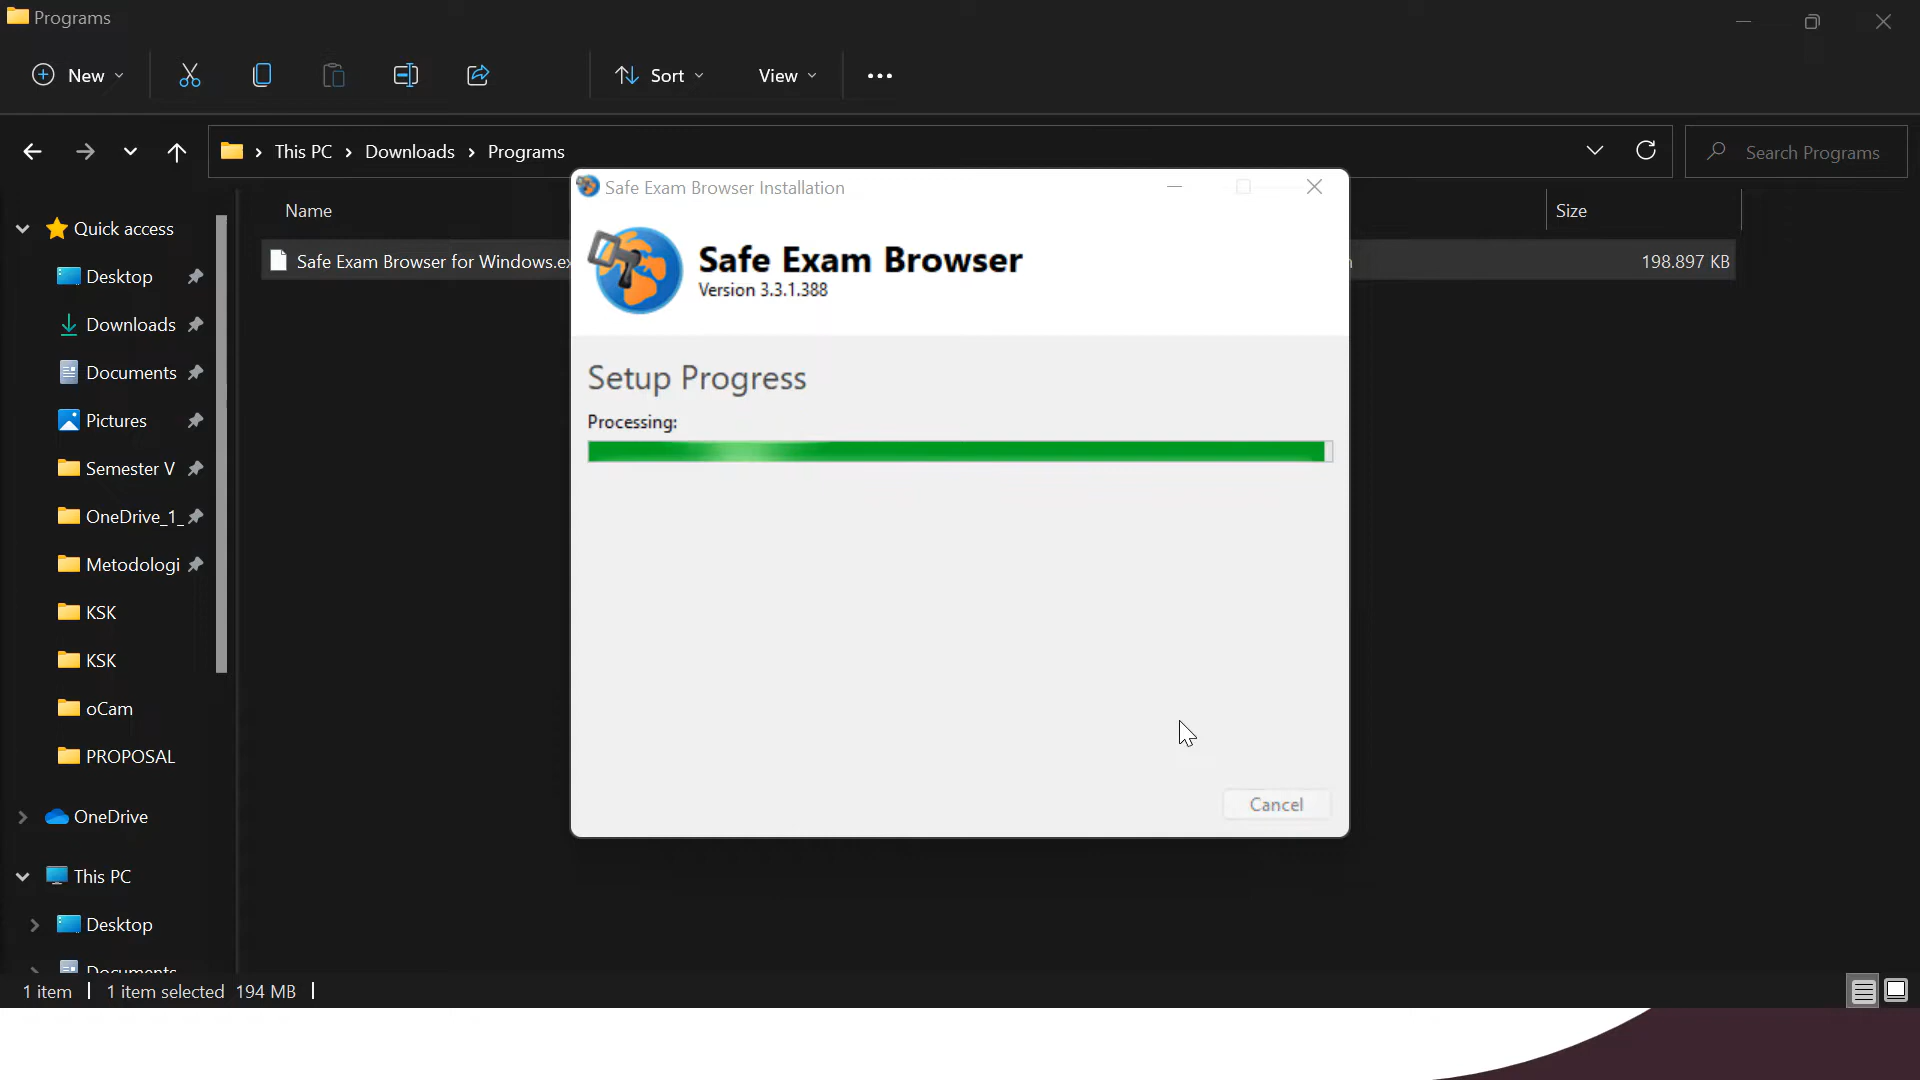 Programs
New
Sort
View
This PC
Downloads
Programs
Search Programs
Name
Size
Quick access
Desktop
Downloads
Documents
Pictures
Semester V
OneDrive_1_
Metodologi
KSK
KSK
oCam
PROPOSAL
OneDrive
This PC
Desktop
Documents
Safe Exam Browser for Windows.ex
198.897 KB
Safe Exam Browser Installation
Safe Exam Browser
Version 3.3.1.388
Setup Progress
Processing:
Cancel
1 item
1 item selected 194 MB